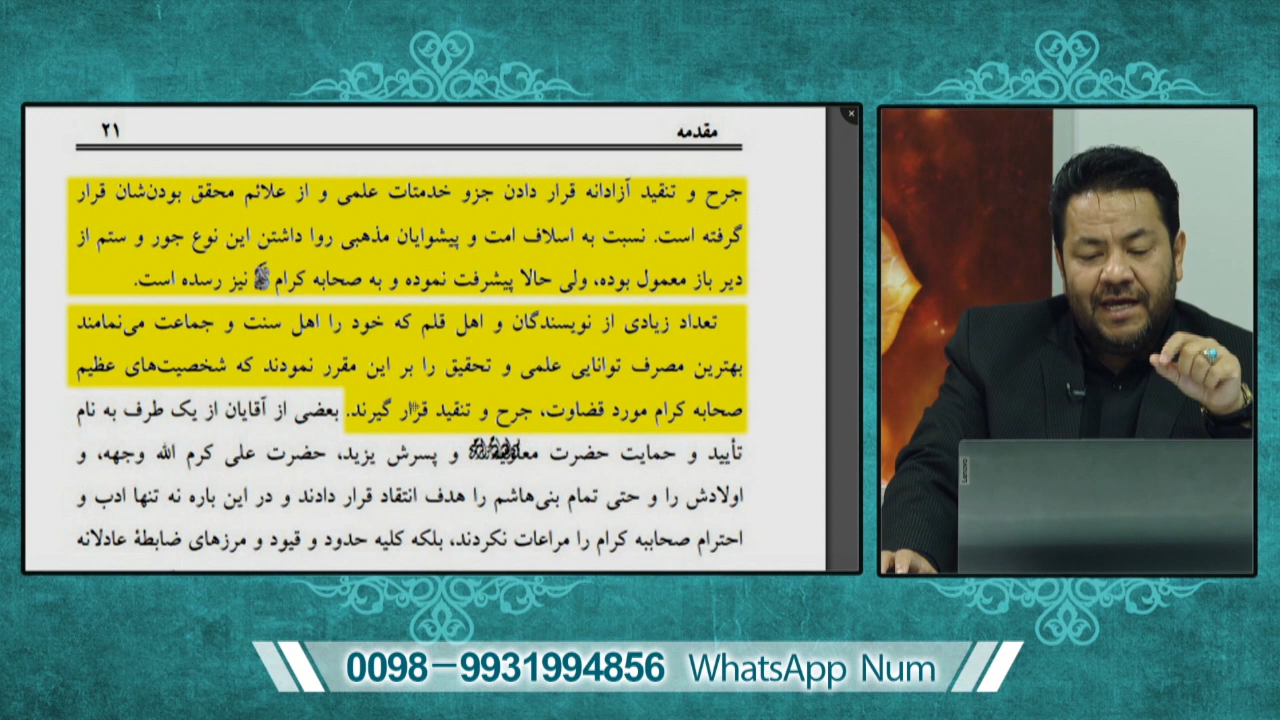 مقدمه ۲۱
جرح و تنقید آزادانه قرار دادن جزو خدمتات علمی و از علائم محقق بودن‌شان قرار
گرفته است. نسبت به اسلاف امت و پیشوایان مذهبی روا داشتن این نوع جور و ستم از
دیر باز معمول بوده، ولی حالا پیشرفت نموده و به صحابه کرام نیز رسده است.
تعداد زیادی از نویسندگان و اهل قلم که خود را اهل سنت و جماعت می‌نمامند
بهترین مصرف توانایی علمی و تحقیق را بر این مقرر نمودند که شخصیت‌های عظیم
صحابه کرام مورد قضاوت، جرح و تنقید قرار گیرند. بعضی از آقایان از یک طرف به نام
تأیید و حمایت حضرت معاویه و پسرش یزید، حضرت علی کرم الله وجهه، و
اولادش را و حتی تمام بنی‌هاشم را هدف انتقاد قرار دادند و در این باره نه تنها ادب و
احترام صحاببه کرام را مراعات نکردند، بلکه کلیه حدود و قیود و مرزهای ضابطهٔ عادلانه
0098-9931994856 WhatsApp Num